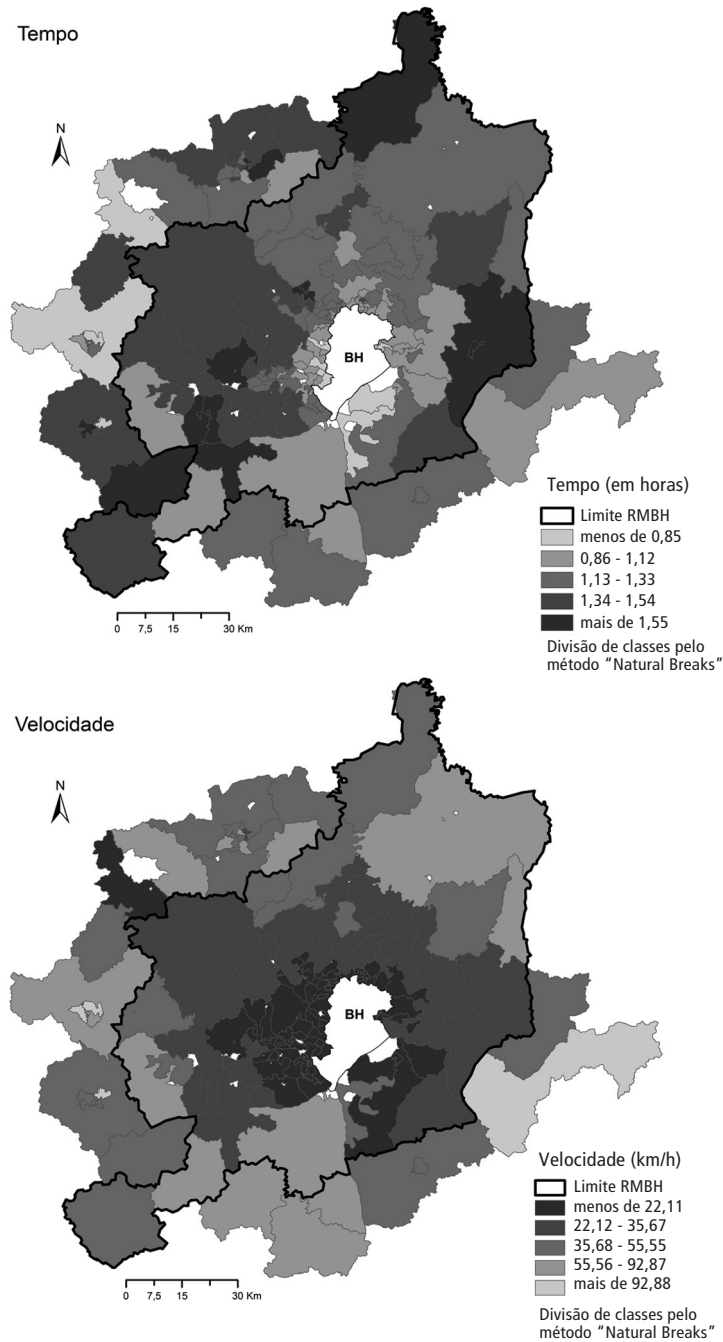 Tempo
N
BH
Tempo (em horas)
Limite RMBH
menos de 0,85
0,86 - 1,12
1,13 - 1,33
1,34 - 1,54
mais de 1,55
Divisão de classes pelo
método "Natural Breaks"
0 7,5 15 30 Km
Velocidade
N
BH
Velocidade (km/h)
Limite RMBH
menos de 22,11
22,12 - 35,67
35,68 - 55,55
55,56 - 92,87
mais de 92,88
Divisão de classes pelo
método "Natural Breaks"
0 7,5 15 30 Km